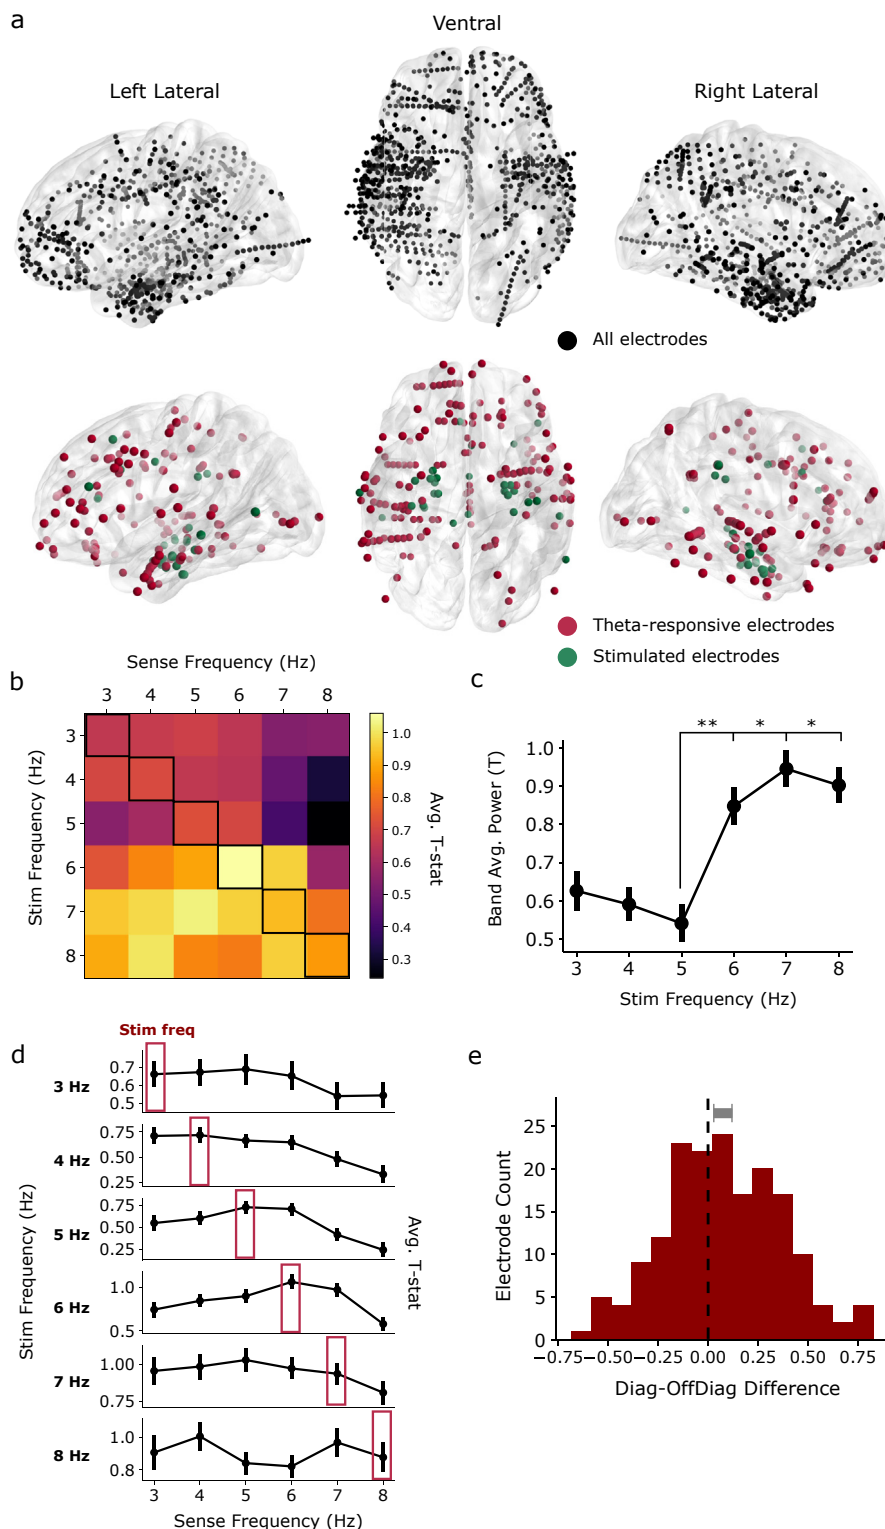 a
Ventral
Left Lateral
Right Lateral
All electrodes
Theta-responsive electrodes
Stimulated electrodes
b
Sense Frequency (Hz)
3 4 5 6 7 8
Stim Frequency (Hz)
3
4
5
6
7
8
1.0
0.9
0.8
0.7
0.6
0.5
0.4
0.3
Avg. T-stat
c
** * *
Band Avg. Power (T)
1.0
0.9
0.8
0.7
0.6
0.5
3 4 5 6 7 8
Stim Frequency (Hz)
d
Stim freq
Stim Frequency (Hz)
3 Hz
0.7
0.6
0.5
4 Hz
0.75
0.50
0.25
5 Hz
0.75
0.50
0.25
6 Hz
1.0
0.5
7 Hz
1.00
0.75
8 Hz
1.0
0.8
3 4 5 6 7 8
Sense Frequency (Hz)
Avg. T-stat
e
Electrode Count
25
20
15
10
5
0
−0.75 −0.50 −0.25 0.00 0.25 0.50 0.75
Diag-OffDiag Difference